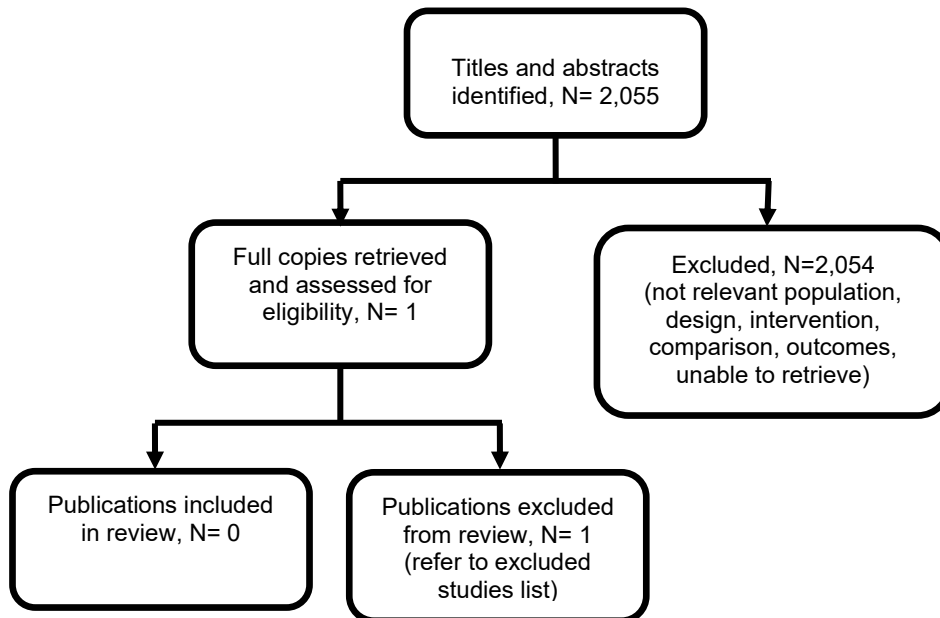 Titles and abstracts
identified, N= 2,055
Full copies retrieved
and assessed for
eligibility, N= 1
Excluded, N=2,054
(not relevant population,
design, intervention,
comparison, outcomes,
unable to retrieve)
Publications included
in review, N= 0
Publications excluded
from review, N= 1
(refer to excluded
studies list)